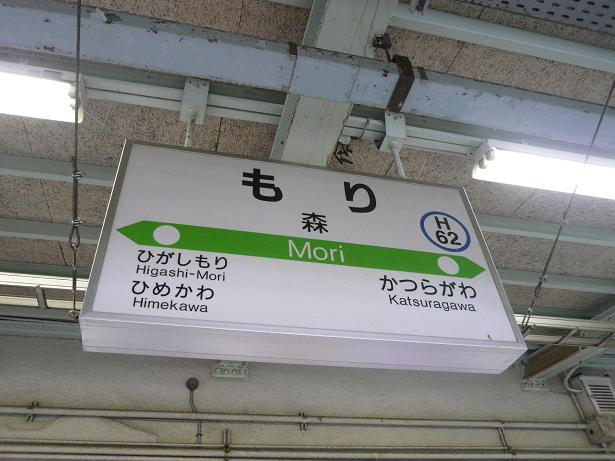 もり
森
Mori
H
62
ひがしもり
Higashi-Mori
ひめかわ
Himekawa
かつらがわ
Katsuragawa